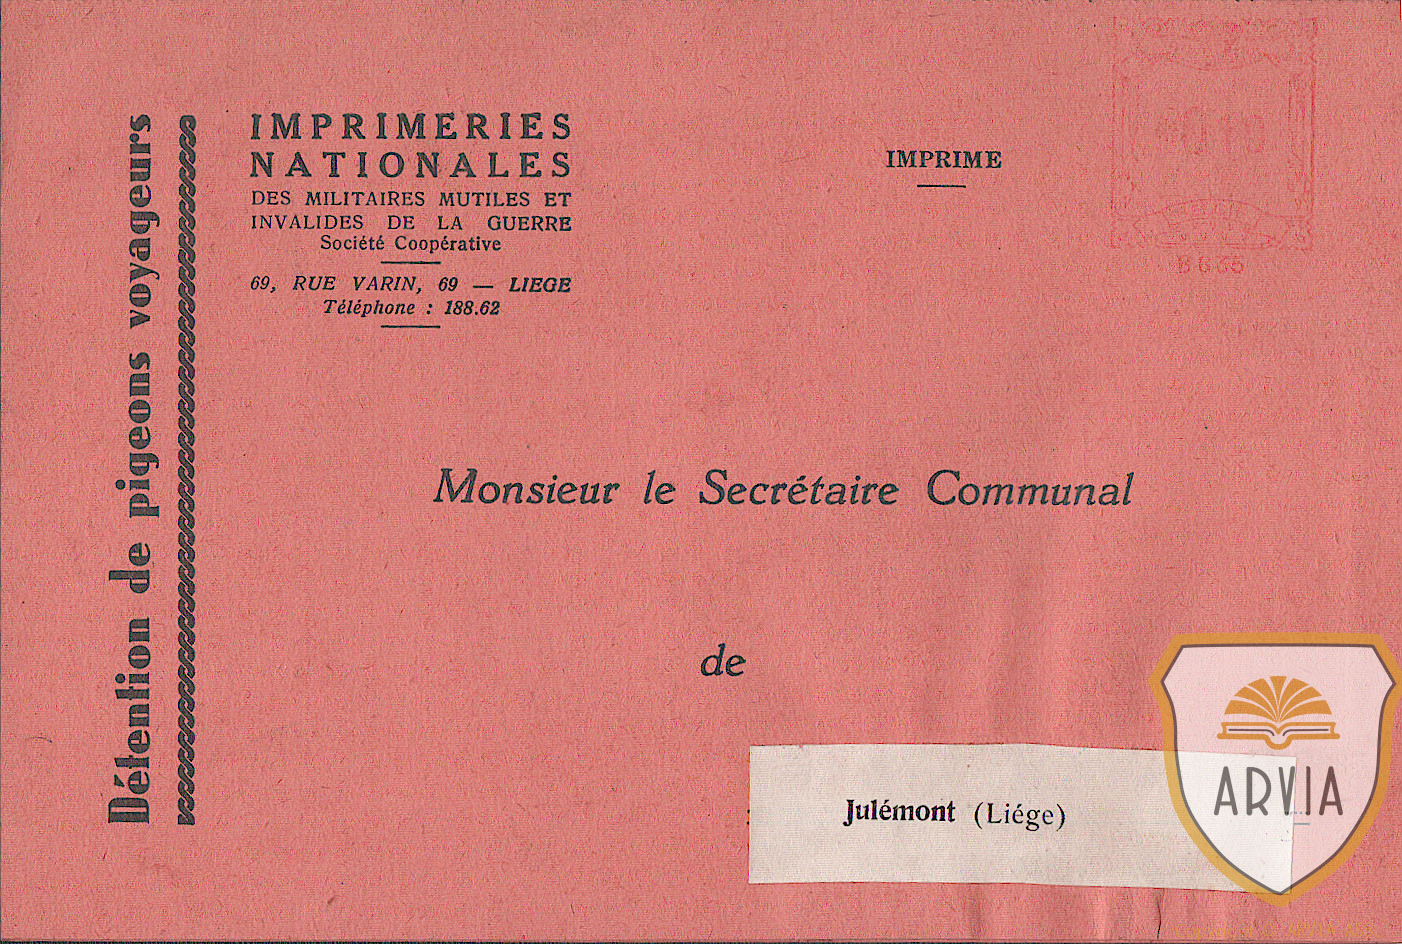 Détention de pigeons voyageurs
IMPRIMERIES
NATIONALES
DES MILITAIRES MUTILES ET
INVALIDES DE LA GUERRE
Société Coopérative
69, RUE VARIN, 69 — LIEGE
Téléphone : 188.62
IMPRIME
B 635
Monsieur le Secrétaire Communal
de
Julémont (Liége)
ARVIA